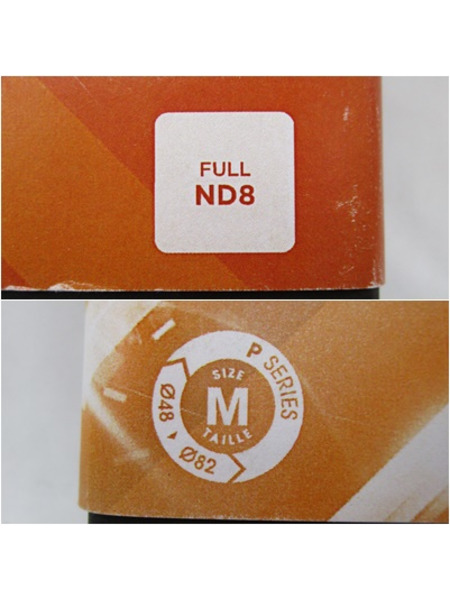 FULL
ND8
P SERIES
SIZE
M
TAILLE
Ø48 ▸ Ø82